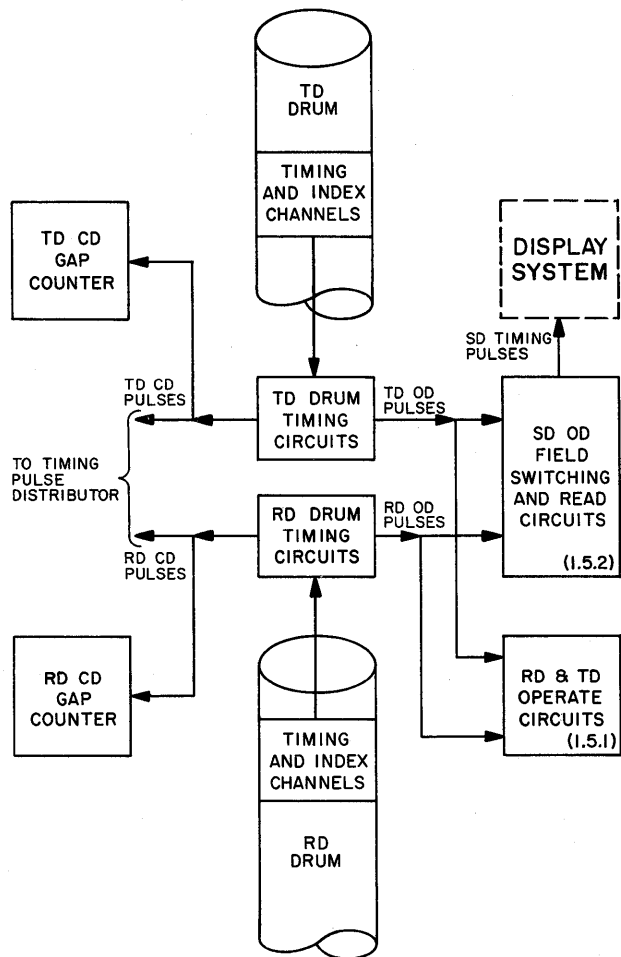 TD
DRUM
TIMING
AND INDEX
CHANNELS
TD CD
GAP
COUNTER
DISPLAY
SYSTEM
SD TIMING
PULSES
TD CD
PULSES
TD DRUM
TIMING
CIRCUITS
TD OD
PULSES
SD OD
FIELD
SWITCHING
AND READ
CIRCUITS
(1.5.2)
TO TIMING
PULSE
DISTRIBUTOR
RD CD
PULSES
RD DRUM
TIMING
CIRCUITS
RD OD
PULSES
RD CD
GAP
COUNTER
RD & TD
OPERATE
CIRCUITS
(1.5.1)
TIMING
AND INDEX
CHANNELS
RD
DRUM